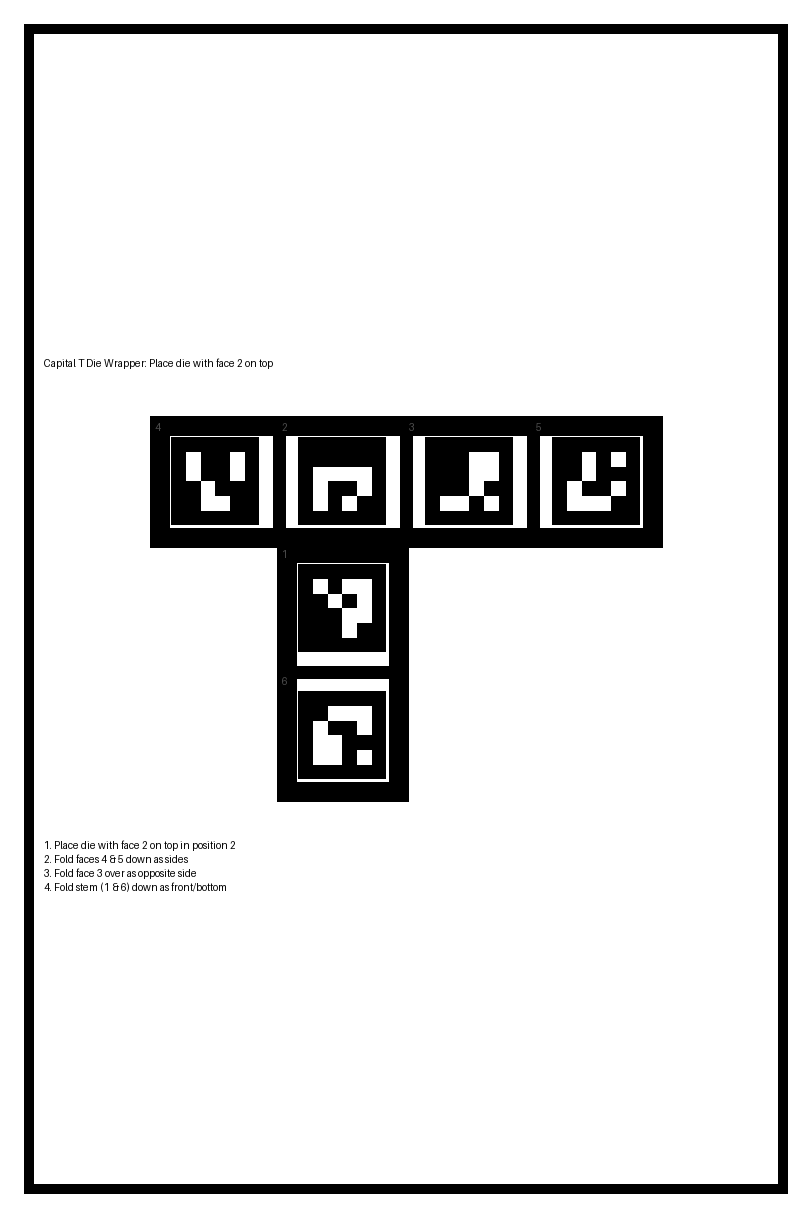 Capital T Die Wrapper: Place die with face 2 on top
4 2 3 5
1
6
1. Place die with face 2 on top in position 2
2. Fold faces 4 & 5 down as sides
3. Fold face 3 over as opposite side
4. Fold stem (1 & 6) down as front/bottom